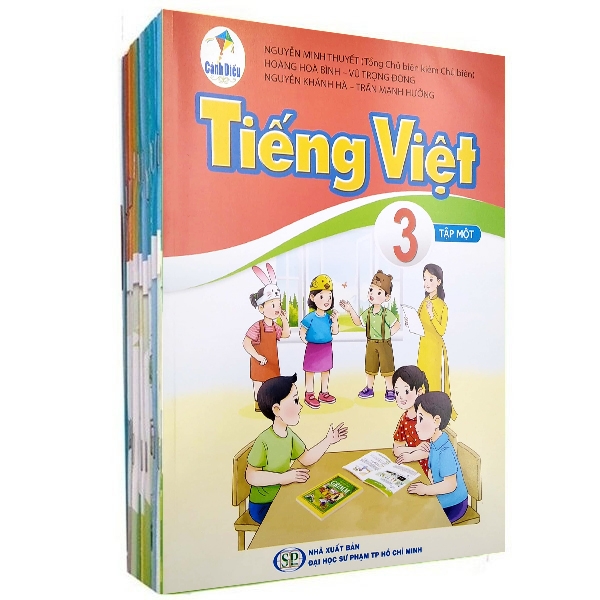 Cánh Diều
NGUYỄN MINH THUYẾT (Tổng Chủ biên kiêm Chủ biên)
HOÀNG HOÀ BÌNH – VŨ TRỌNG ĐÔNG
NGUYỄN KHÁNH HÀ – TRẦN MẠNH HƯỞNG
Tiếng Việt
3
TẬP MỘT
SP
NHÀ XUẤT BẢN
ĐẠI HỌC SƯ PHẠM TP HỒ CHÍ MINH